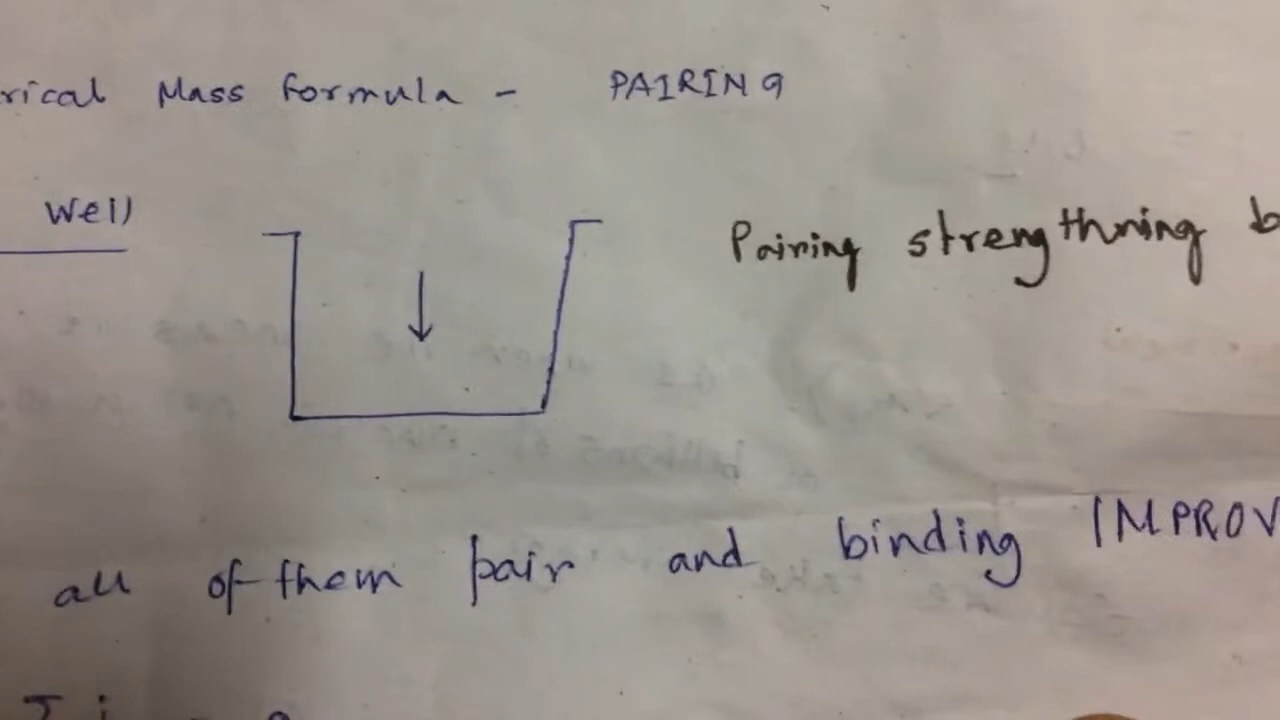 rical Mass formula - PAIRING
Well
Pairing strengthning b
all of them pair and binding IMPROV